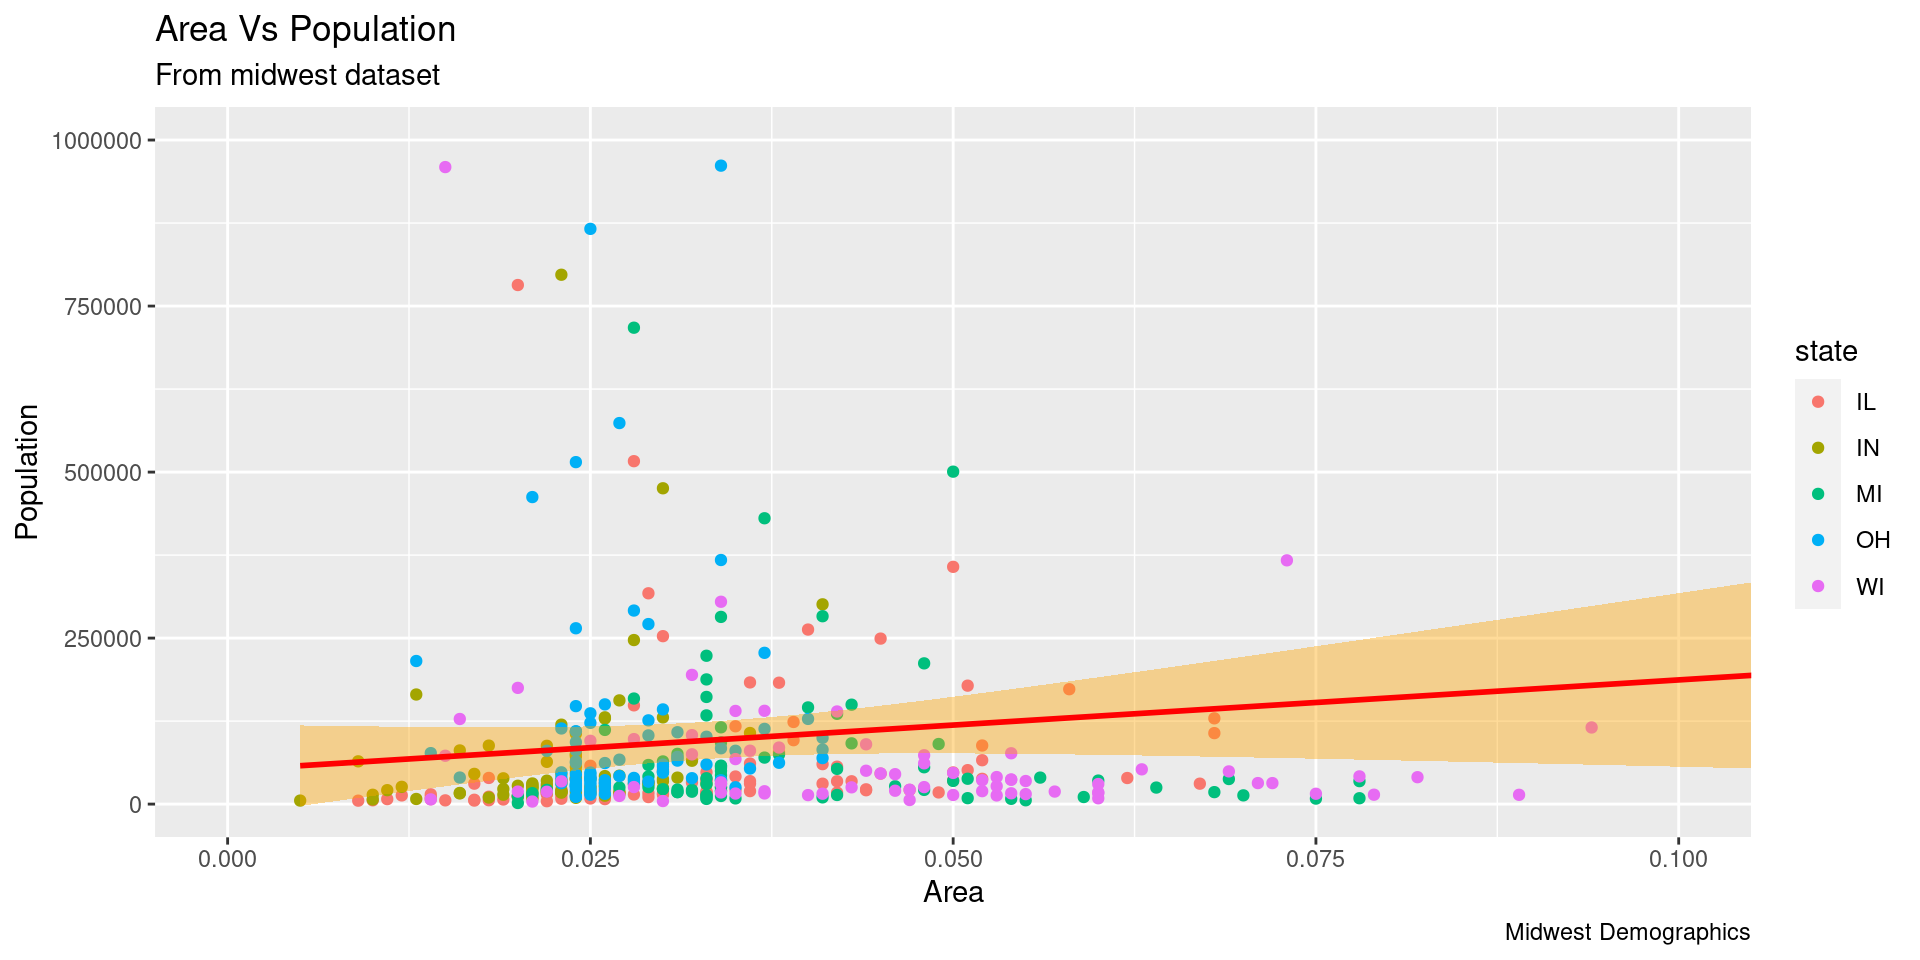 Area Vs Population
From midwest dataset
1000000
750000
500000
250000
0
Population
0.000 0.025 0.050 0.075 0.100
Area
state
IL
IN
MI
OH
WI
Midwest Demographics